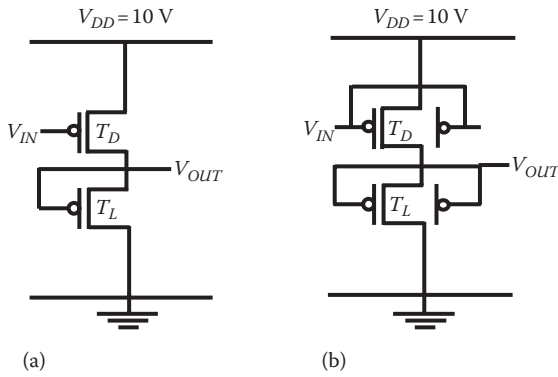 V_DD = 10 V
V_IN
T_D
V_OUT
T_L
(a)
V_DD = 10 V
V_IN
T_D
V_OUT
T_L
(b)